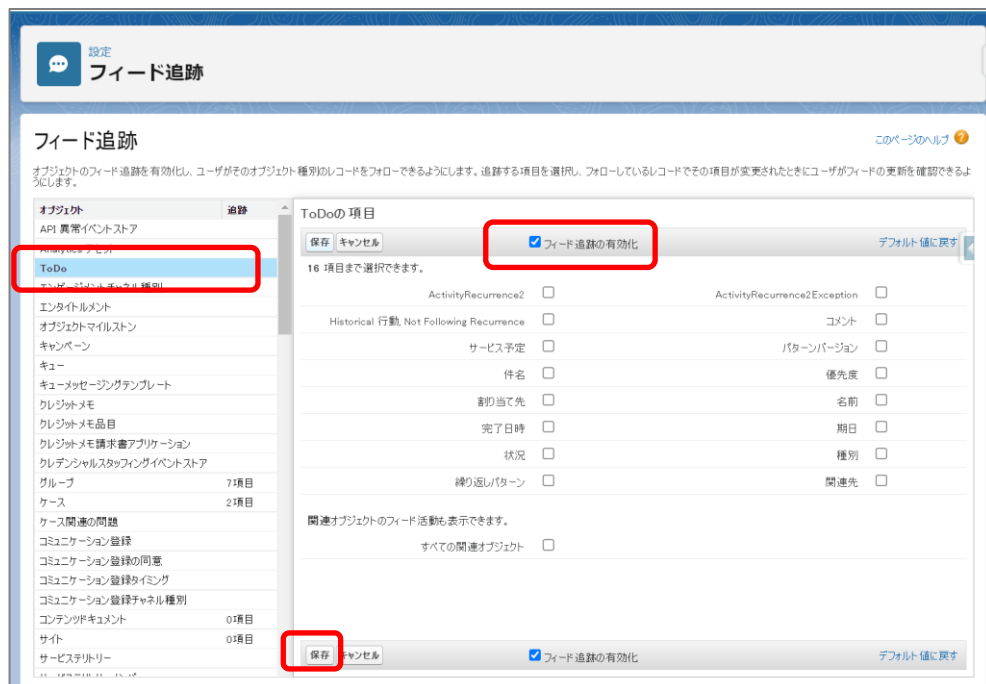 設定
フィード追跡
フィード追跡
このページのヘルプ
オブジェクトのフィード追跡を有効化し、ユーザがそのオブジェクト種別のレコードをフォローできるようにします。追跡する項目を選択し、フォローしているレコードでその項目が変更されたときにユーザがフィードの更新を確認できるよ
うにします。
オブジェクト 追跡
API 異常イベントストア
ToDo
エンゲージメントチャネル種別
エンタイトルメント
オブジェクトマイルストン
キャンペーン
キュー
キューメッセージングテンプレート
クレジットメモ
クレジットメモ品目
クレジットメモ請求書アプリケーション
クレデンシャルスタッフィングイベントストア
グループ 7項目
ケース 2項目
ケース関連の問題
コミュニケーション登録
コミュニケーション登録の同意
コミュニケーション登録タイミング
コミュニケーション登録チャネル種別
コンテンツドキュメント 0項目
サイト 0項目
サービステリトリー
ToDoの項目
保存 キャンセル フィード追跡の有効化 デフォルト値に戻す
16 項目まで選択できます。
ActivityRecurrence2 ActivityRecurrence2Exception
Historical 行動, Not Following Recurrence コメント
サービス予定 パターンバージョン
件名 優先度
割り当て先 名前
完了日時 期日
状況 種別
繰り返しパターン 関連先
関連オブジェクトのフィード活動も表示できます。
すべての関連オブジェクト
保存 キャンセル フィード追跡の有効化 デフォルト値に戻す